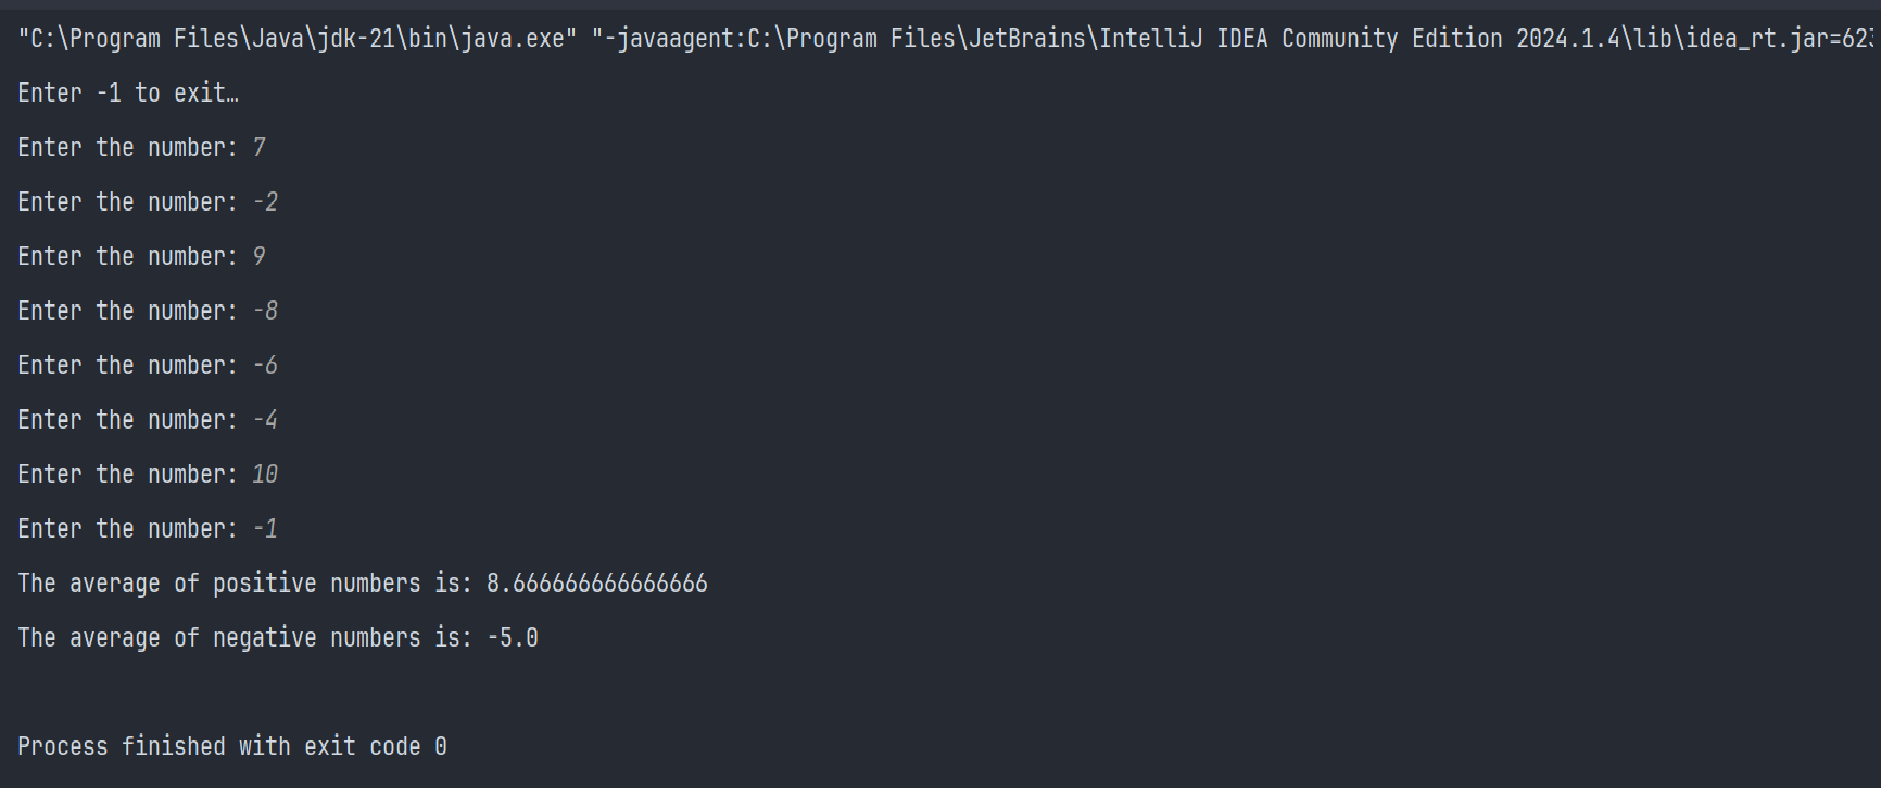 "C:\Program Files\Java\jdk-21\bin\java.exe" "-javaagent:C:\Program Files\JetBrains\IntelliJ IDEA Community Edition 2024.1.4\lib\idea_rt.jar=62
Enter -1 to exit…
Enter the number: 7
Enter the number: -2
Enter the number: 9
Enter the number: -8
Enter the number: -6
Enter the number: -4
Enter the number: 10
Enter the number: -1
The average of positive numbers is: 8.666666666666666
The average of negative numbers is: -5.0
Process finished with exit code 0